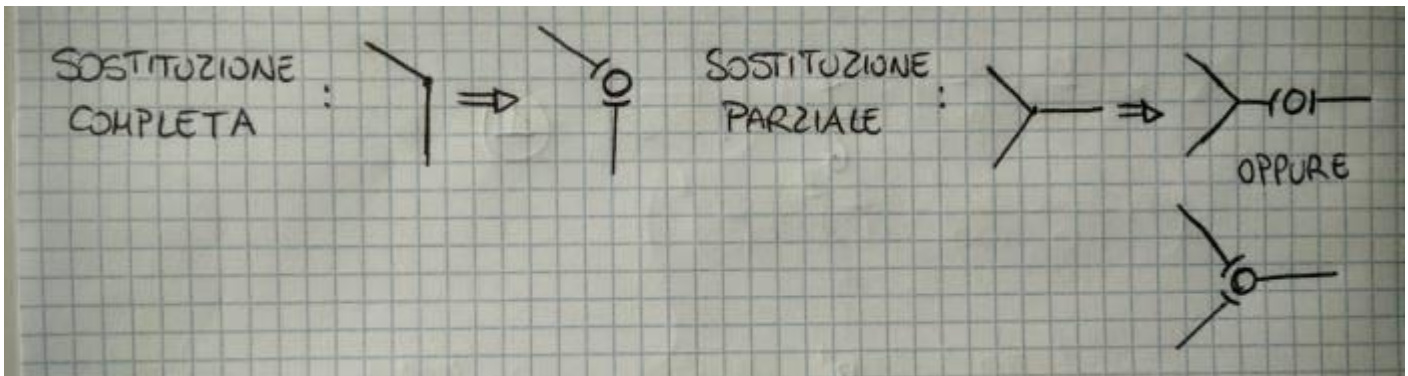 SOSTITUZIONE
COMPLETA :
SOSTITUZIONE
PARZIALE :
OPPURE